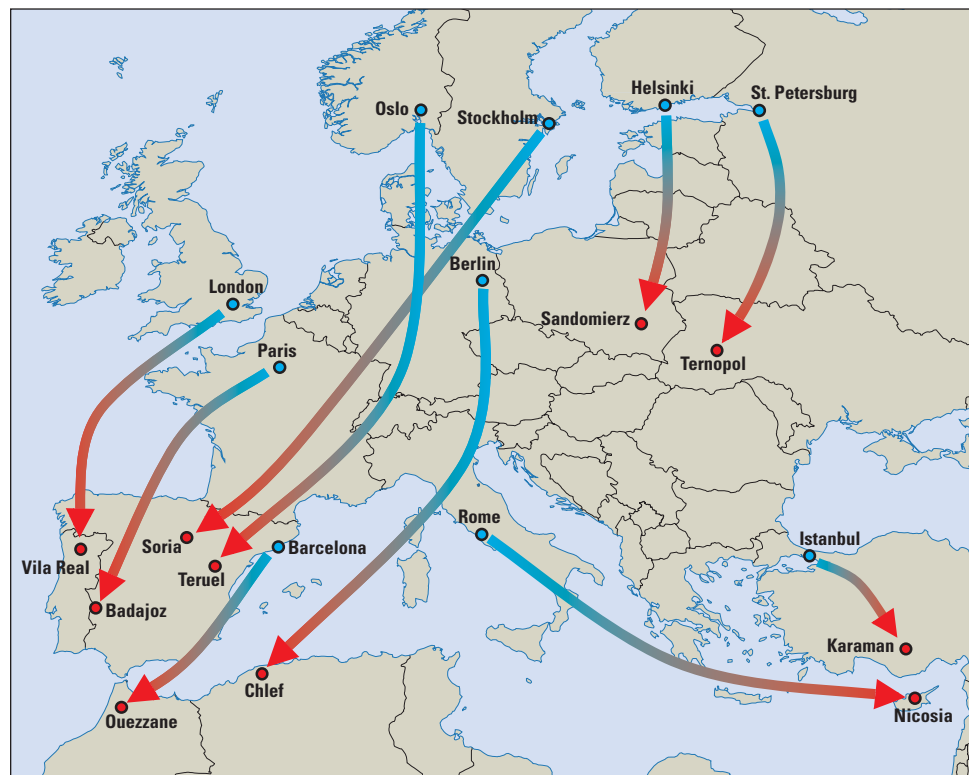 Helsinki
St. Petersburg
Oslo
Stockholm
Berlin
London
Sandomierz
Paris
Ternopol
Rome
Istanbul
Soria
Barcelona
Vila Real
Teruel
Badajoz
Karaman
Chlef
Ouezzane
Nicosia